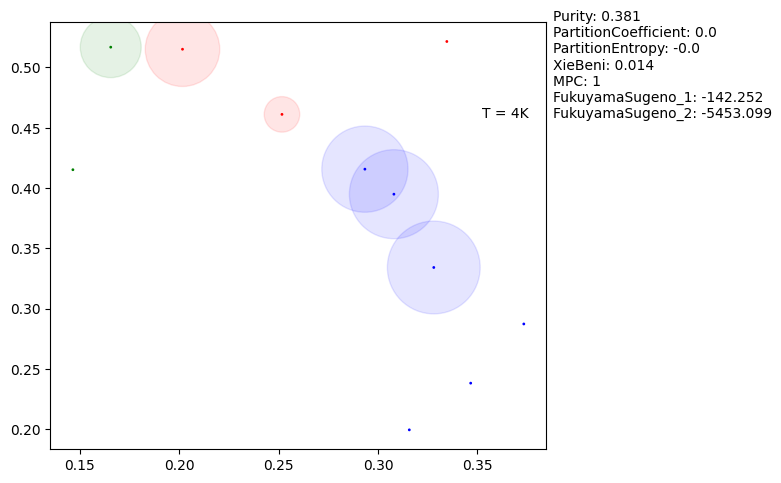 Purity: 0.381
PartitionCoefficient: 0.0
PartitionEntropy: -0.0
XieBeni: 0.014
MPC: 1
FukuyamaSugeno_1: -142.252
FukuyamaSugeno_2: -5453.099
T = 4K
0.50
0.45
0.40
0.35
0.30
0.25
0.20
0.15 0.20 0.25 0.30 0.35